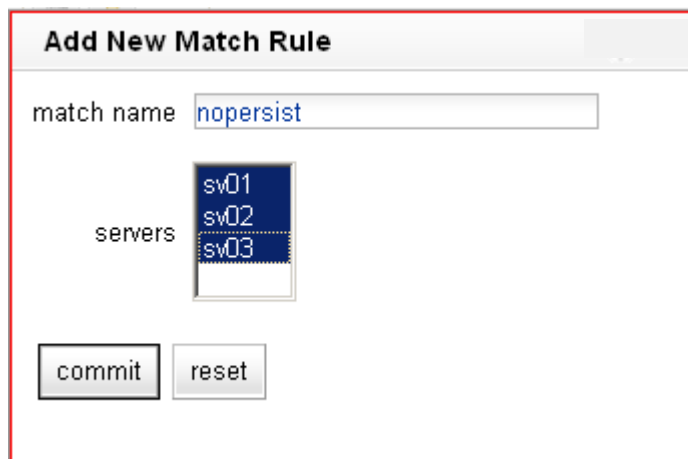 Add New Match Rule
match name nopersist
sv01
sv02
servers
sv03
commit reset